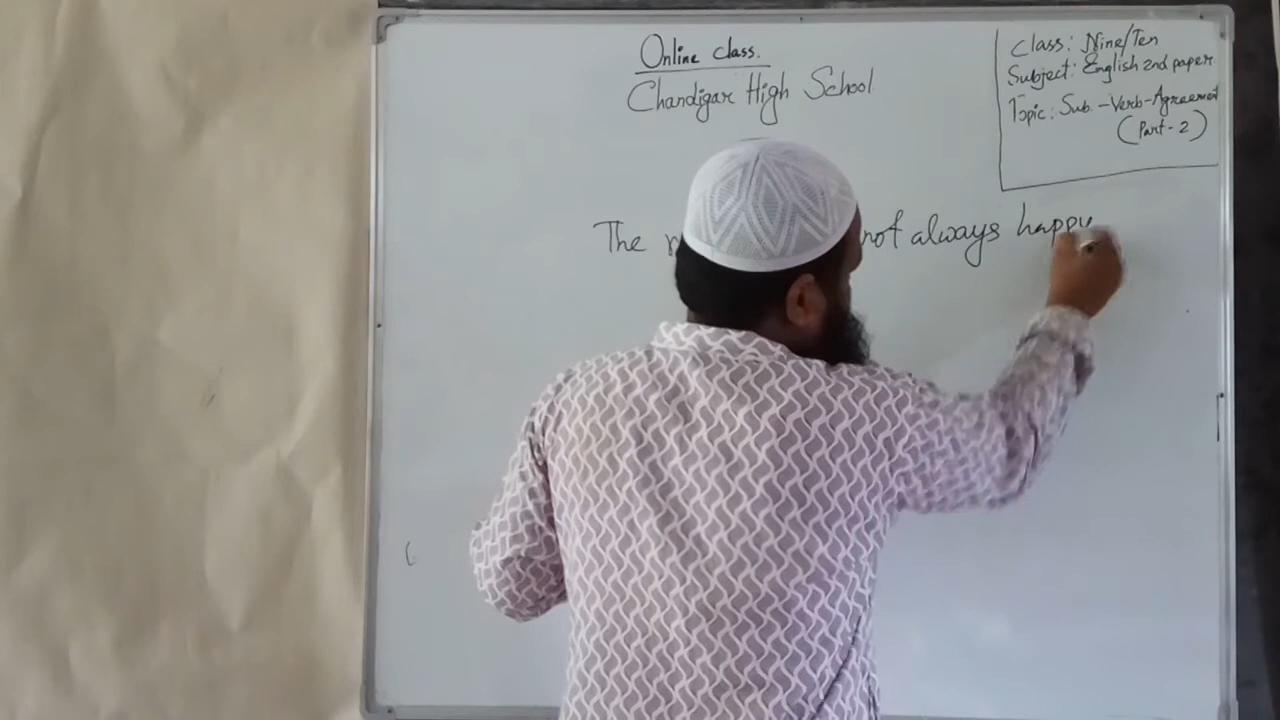 Online class.
Chandigar High School
Class: Nine/Ten
Subject: English 2nd paper
Topic: Sub.-Verb-Agreement
(Part-2)
The not always happy